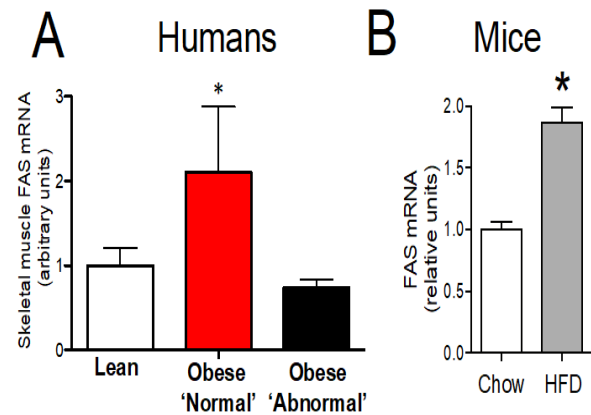 A Humans
Skeletal muscle FAS mRNA
(arbitrary units)
3
2
1
0
*
Lean
Obese
'Normal'
Obese
'Abnormal'
B Mice
FAS mRNA
(relative units)
2.0
1.5
1.0
0.5
0.0
*
Chow
HFD